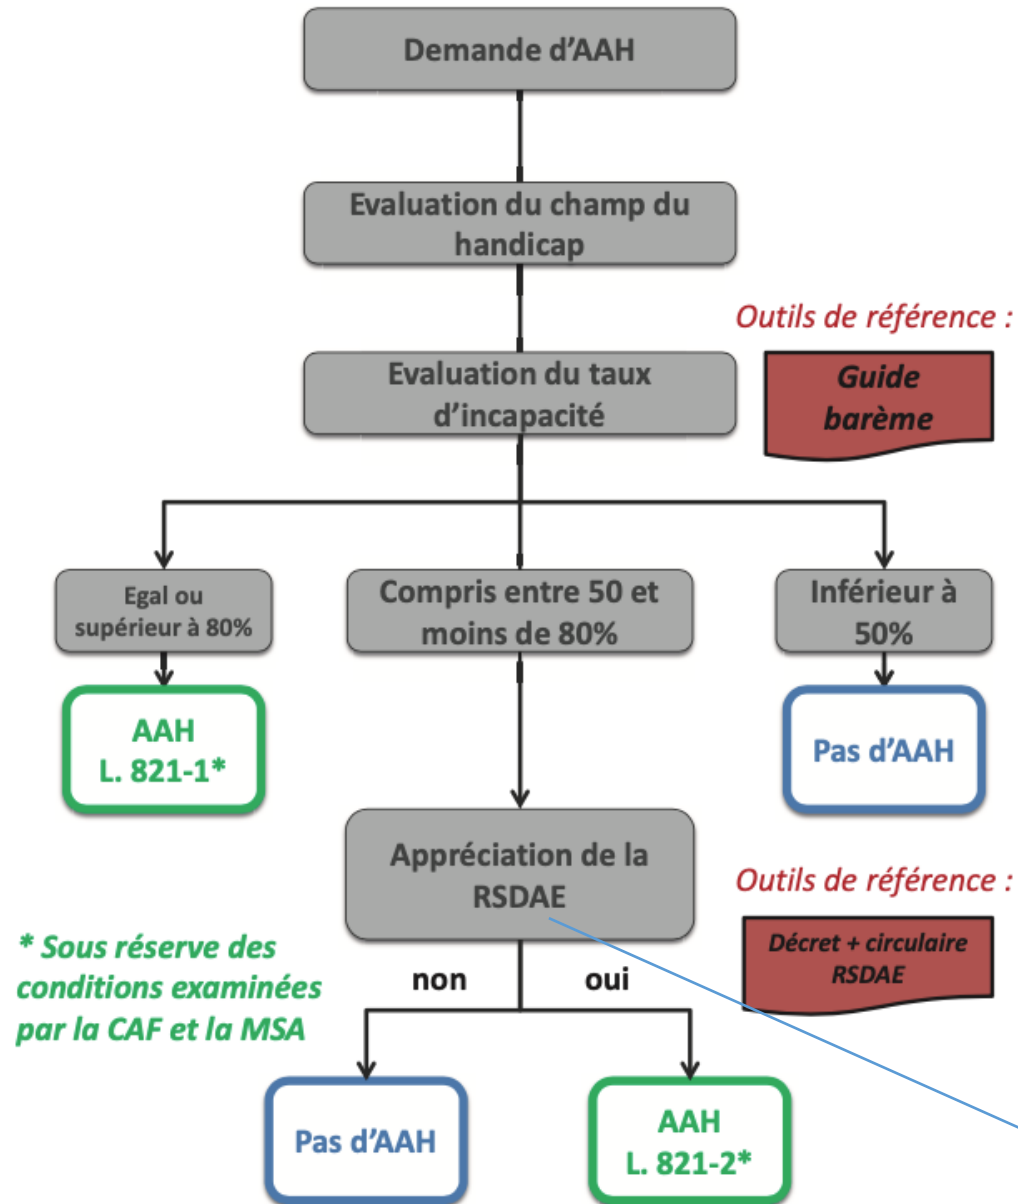 Demande d'AAH
Evaluation du champ du
handicap
Outils de référence :
Evaluation du taux
d'incapacité
Guide
barème
Egal ou
supérieur à 80%
Compris entre 50 et
moins de 80%
Inférieur à
50%
AAH
L. 821-1*
Pas d'AAH
Appréciation de la
RSDAE
Outils de référence :
Décret + circulaire
RSDAE
* Sous réserve des
conditions examinées
par la CAF et la MSA
non
oui
Pas d'AAH
AAH
L. 821-2*